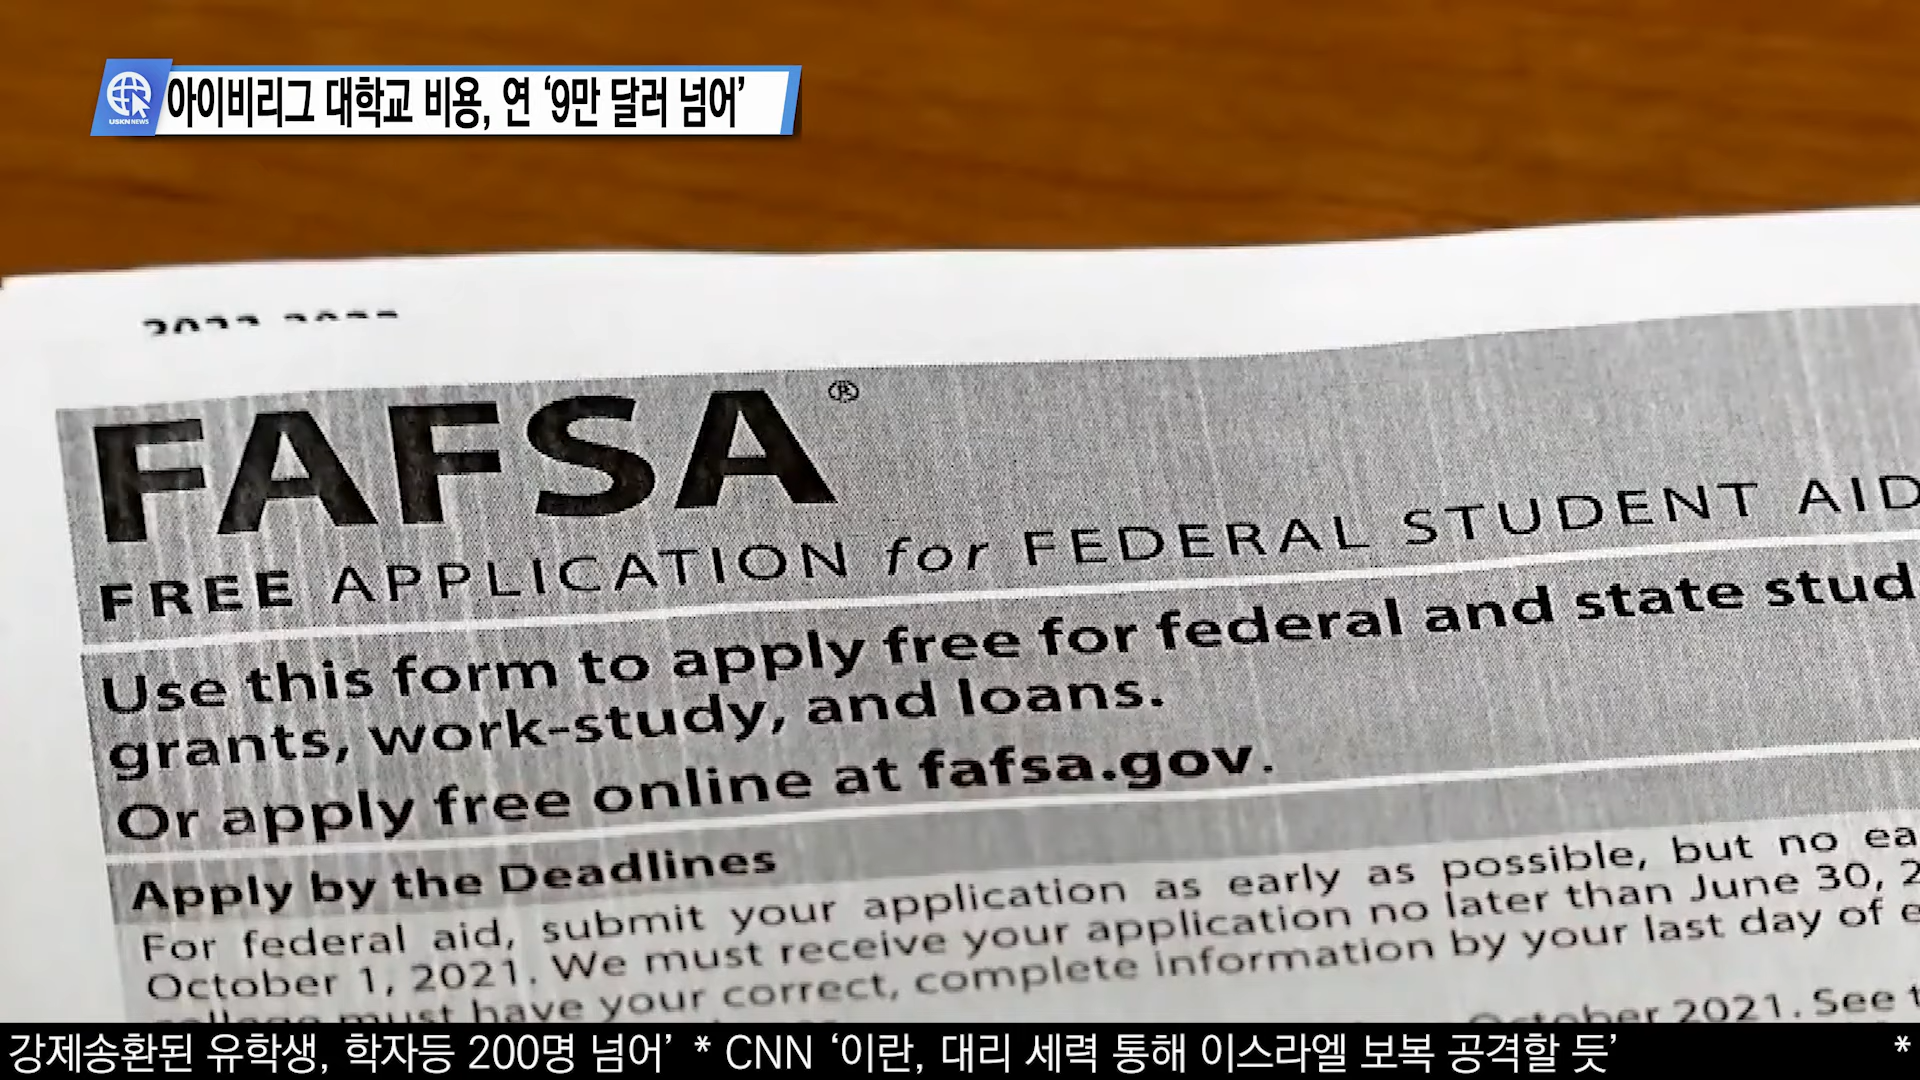 아이비리그 대학교 비용, 연 ‘9만 달러 넘어’
USKN NEWS
FAFSA®
FREE APPLICATION for FEDERAL STUDENT AID
Use this form to apply free for federal and state stud
grants, work-study, and loans.
Or apply free online at fafsa.gov.
Apply by the Deadlines
For federal aid, submit your application as early as possible, but no ea
October 1, 2021. We must receive your application no later than June 30, 2
must have your correct, complete information by your last day of e
October 2021. See t
강제송환된 유학생, 학자등 200명 넘어’ * CNN ‘이란, 대리 세력 통해 이스라엘 보복 공격할 듯’ *